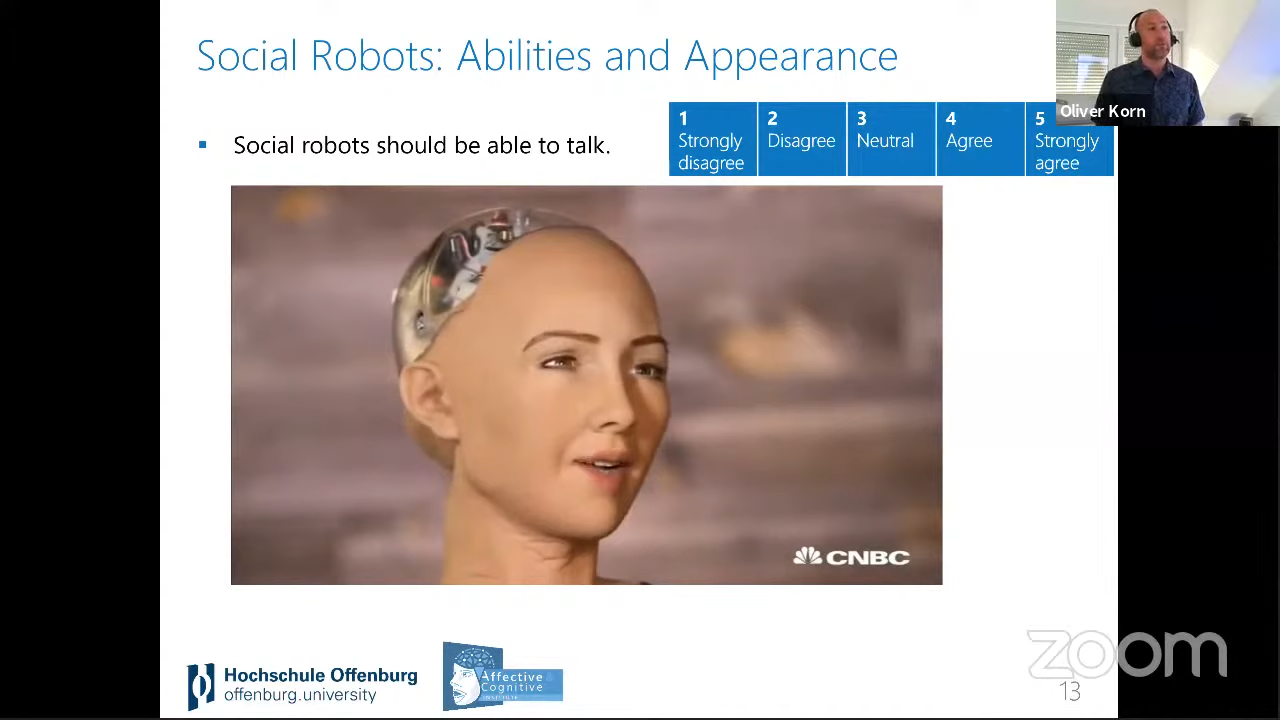 Social Robots: Abilities and Appearance
Oliver Korn
▪ Social robots should be able to talk.
1 Strongly disagree
2 Disagree
3 Neutral
4 Agree
5 Strongly agree
CNBC
Hochschule Offenburg
offenburg.university
Affective &
Cognitive
INSTITUTE
zoom
13